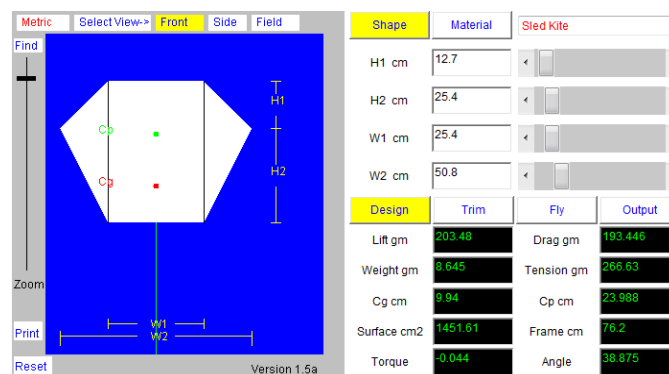 Metric Select View-> Front Side Field
Find
H1
Cp
H2
Cg
Zoom
Print
W1
W2
Reset
Version 1.5a
Shape Material Sled Kite
H1 cm 12.7
H2 cm 25.4
W1 cm 25.4
W2 cm 50.8
Design Trim Fly Output
Lift gm 203.48 Drag gm 193.446
Weight gm 8.645 Tension gm 266.63
Cg cm 9.94 Cp cm 23.988
Surface cm2 1451.61 Frame cm 76.2
Torque -0.044 Angle 38.875